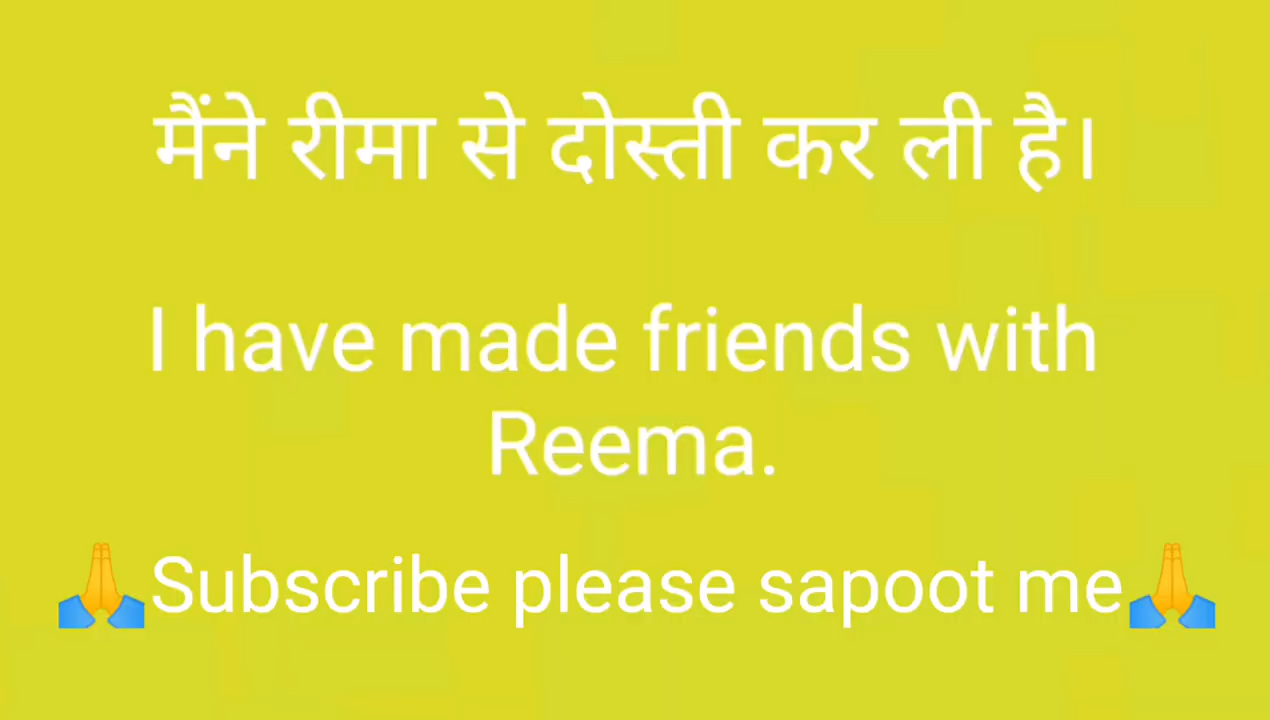 मैंने रीमा से दोस्ती कर ली है।
I have made friends with
Reema.
🙏Subscribe please sapoot me🙏